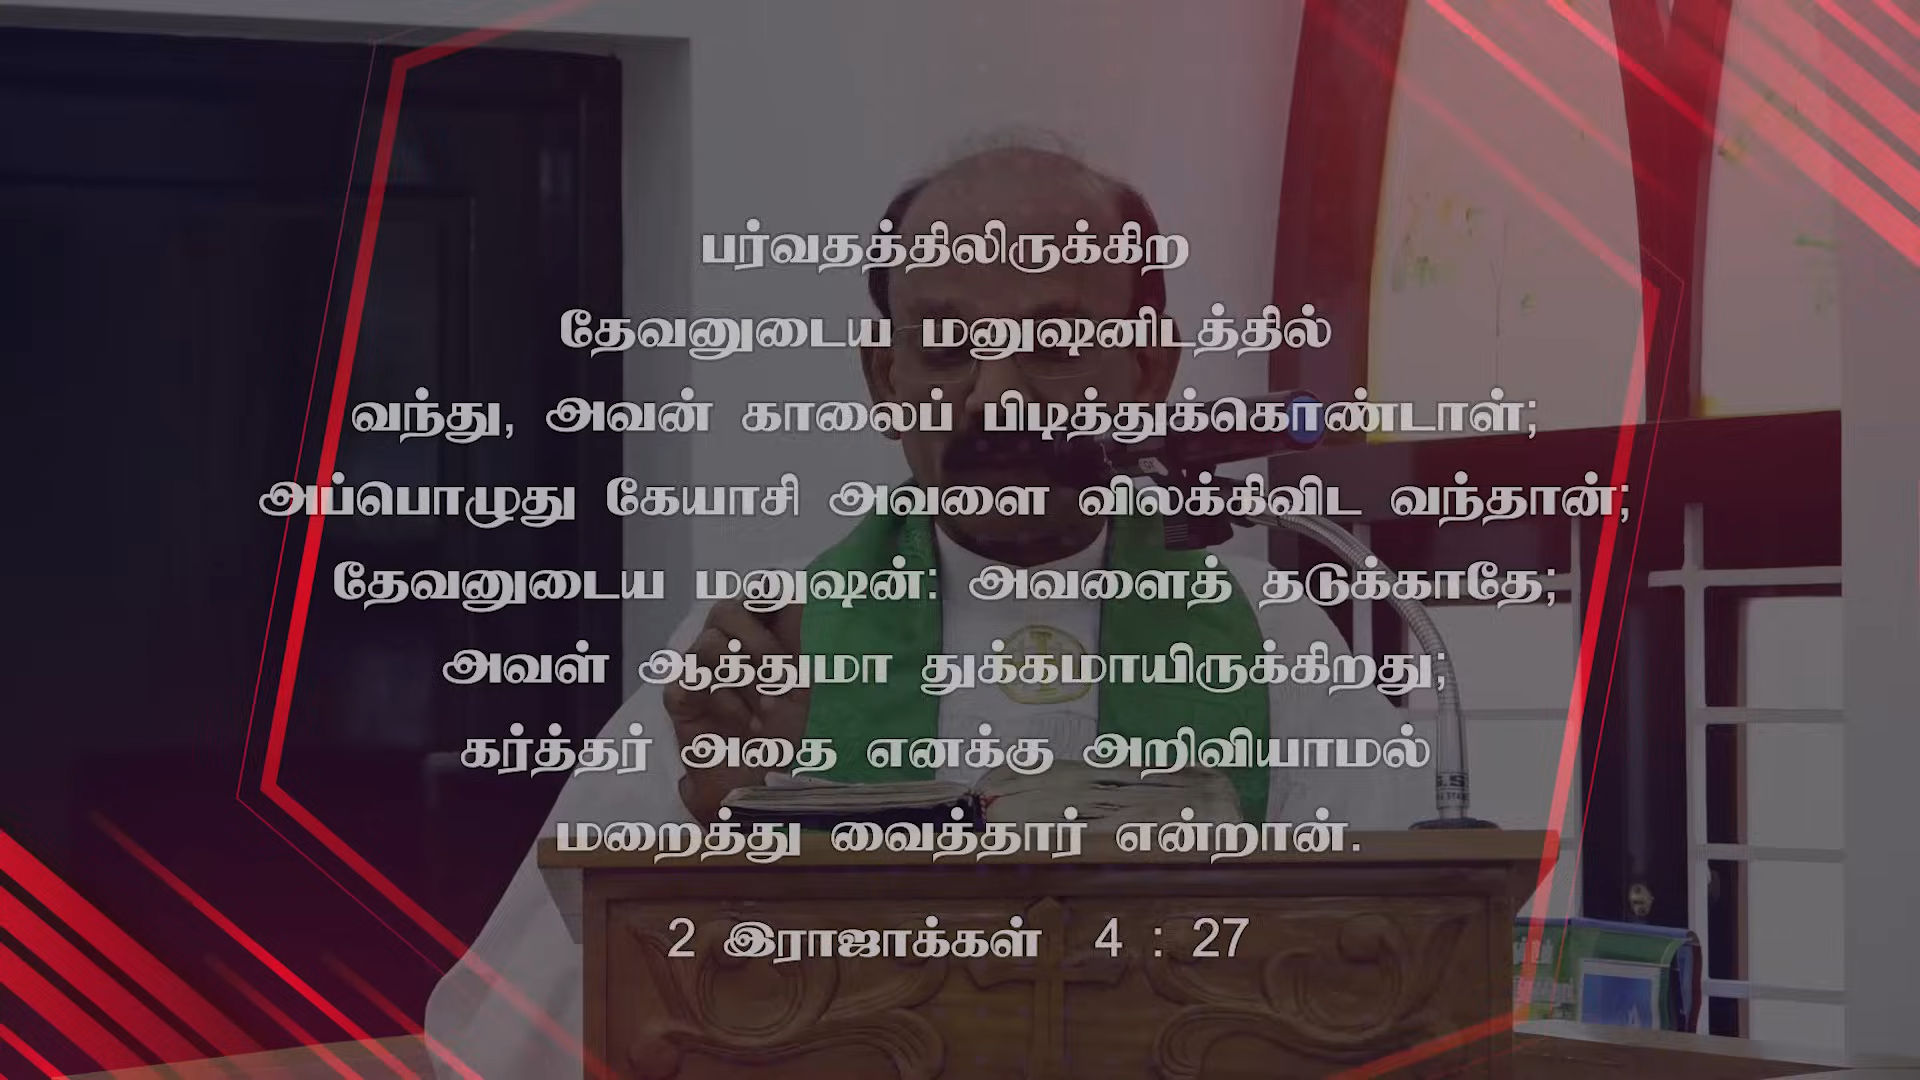 பர்வதத்திலிருக்கிற
தேவனுடைய மனுஷனிடத்தில்
வந்து, அவன் காலைப் பிடித்துக்கொண்டாள்;
அப்பொழுது கேயாசி அவளை விலக்கிவிட வந்தான்;
தேவனுடைய மனுஷன்: அவளைத் தடுக்காதே;
அவள் ஆத்துமா துக்கமாயிருக்கிறது;
கர்த்தர் அதை எனக்கு அறிவியாமல்
மறைத்து வைத்தார் என்றான்.
2 இராஜாக்கள் 4 : 27